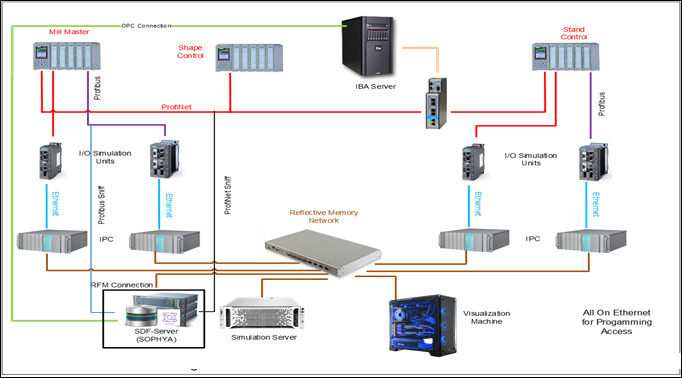 OPC Connection
Mill Master
Shape
Control
Stand
Control
IBA Server
Profibus
Profibus
ProfiNet
I/O Simulation
Units
I/O Simulation
Units
Ethernet
Profibus Sniff
Ethernet
ProfiNet Sniff
Ethernet
Ethernet
Reflective Memory
Network
IPC
IPC
RFM Connection
SDF-Server
(SOPHYA)
Simulation Server
Visualization
Machine
All On Ethernet
for Progamming
Access